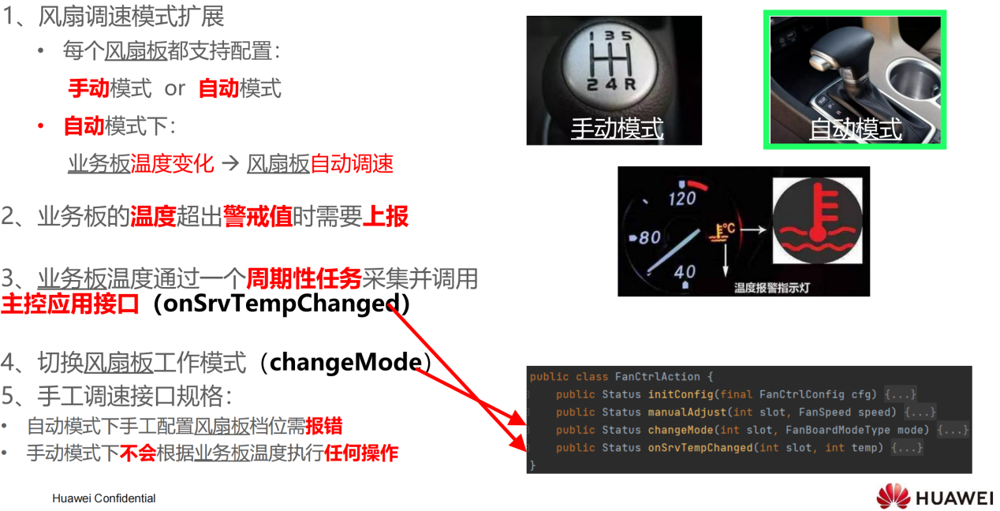 1、风扇调速模式扩展
• 每个风扇板都支持配置：
手动模式 or 自动模式
• 自动模式下：
业务板温度变化 → 风扇板自动调速
2、业务板的温度超出警戒值时需要上报
3、业务板温度通过一个周期性任务采集并调用
主控应用接口（onSrvTempChanged）
4、切换风扇板工作模式（changeMode）
5、手工调速接口规格：
• 自动模式下手工配置风扇板档位需报错
• 手动模式下不会根据业务板温度执行任何操作
1 3 5
2 4 R
手动模式
自动模式
120
80
40
°C
温度报警指示灯
public class FanCtrlAction {
public Status initConfig(final FanCtrlConfig cfg) {...}
public Status manualAdjust(int slot, FanSpeed speed) {...}
public Status changeMode(int slot, FanBoardModeType mode) {...}
public Status onSrvTempChanged(int slot, int temp) {...}
}
Huawei Confidential
HUAWEI